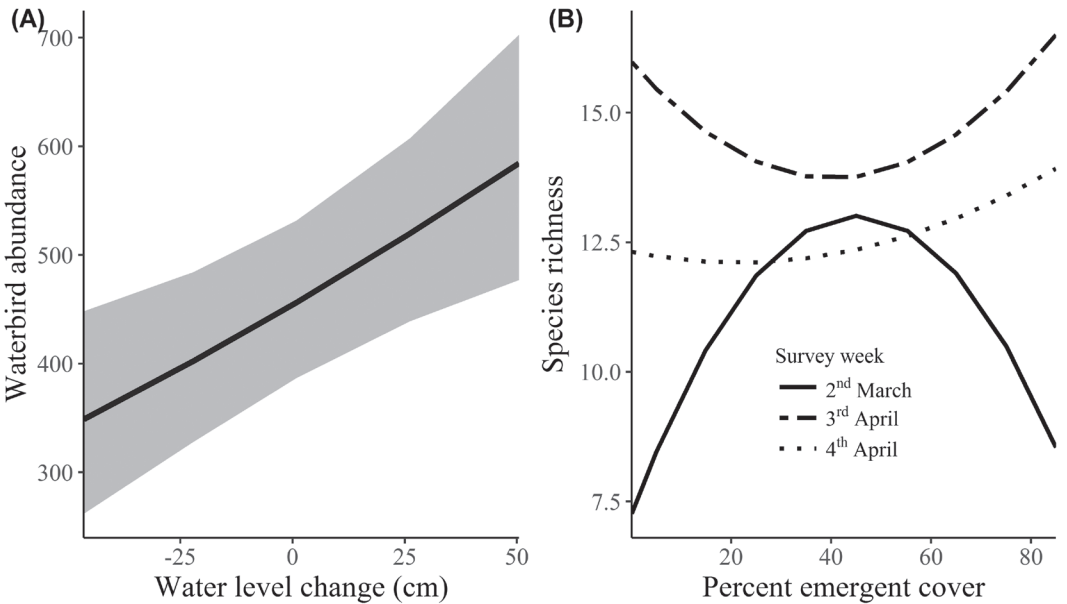 (A)
Waterbird abundance
700
600
500
400
300
-25 0 25 50
Water level change (cm)
(B)
Species richness
15.0
12.5
10.0
7.5
Survey week
2nd March
3rd April
4th April
20 40 60 80
Percent emergent cover